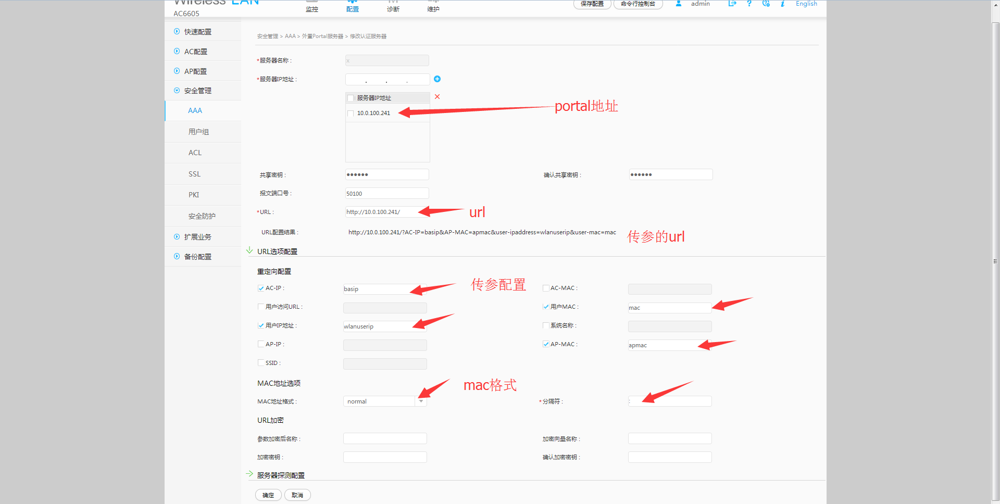 Wireless LAN
AC6605
监控
配置
诊断
维护
保存配置
命令行控制台
admin
English
快速配置
AC配置
AP配置
安全管理
AAA
用户组
ACL
SSL
PKI
安全防护
扩展业务
备份配置
安全管理 > AAA > 外置Portal服务器 > 修改认证服务器
*服务器名称： x
*服务器IP地址： . . .
服务器IP地址
10.0.100.241
portal地址
共享密钥： ●●●●●● 确认共享密钥： ●●●●●●
报文端口号： 50100
*URL： http://10.0.100.241/ url
URL配置结果： http://10.0.100.241/?AC-IP=basip&AP-MAC=apmac&user-ipaddress=wlanuserip&user-mac=mac 传参的url
URL选项配置
重定向配置
AC-IP： basip 传参配置 AC-MAC：
用户访问URL： 用户MAC： mac
用户IP地址： wlanuserip 系统名称：
AP-IP： AP-MAC： apmac
SSID：
MAC地址选项 mac格式
MAC地址格式： normal *分隔符： :
URL加密
参数加密后名称： 加密向量名称：
加密密钥： 确认加密密钥：
服务器探测配置
确定 取消